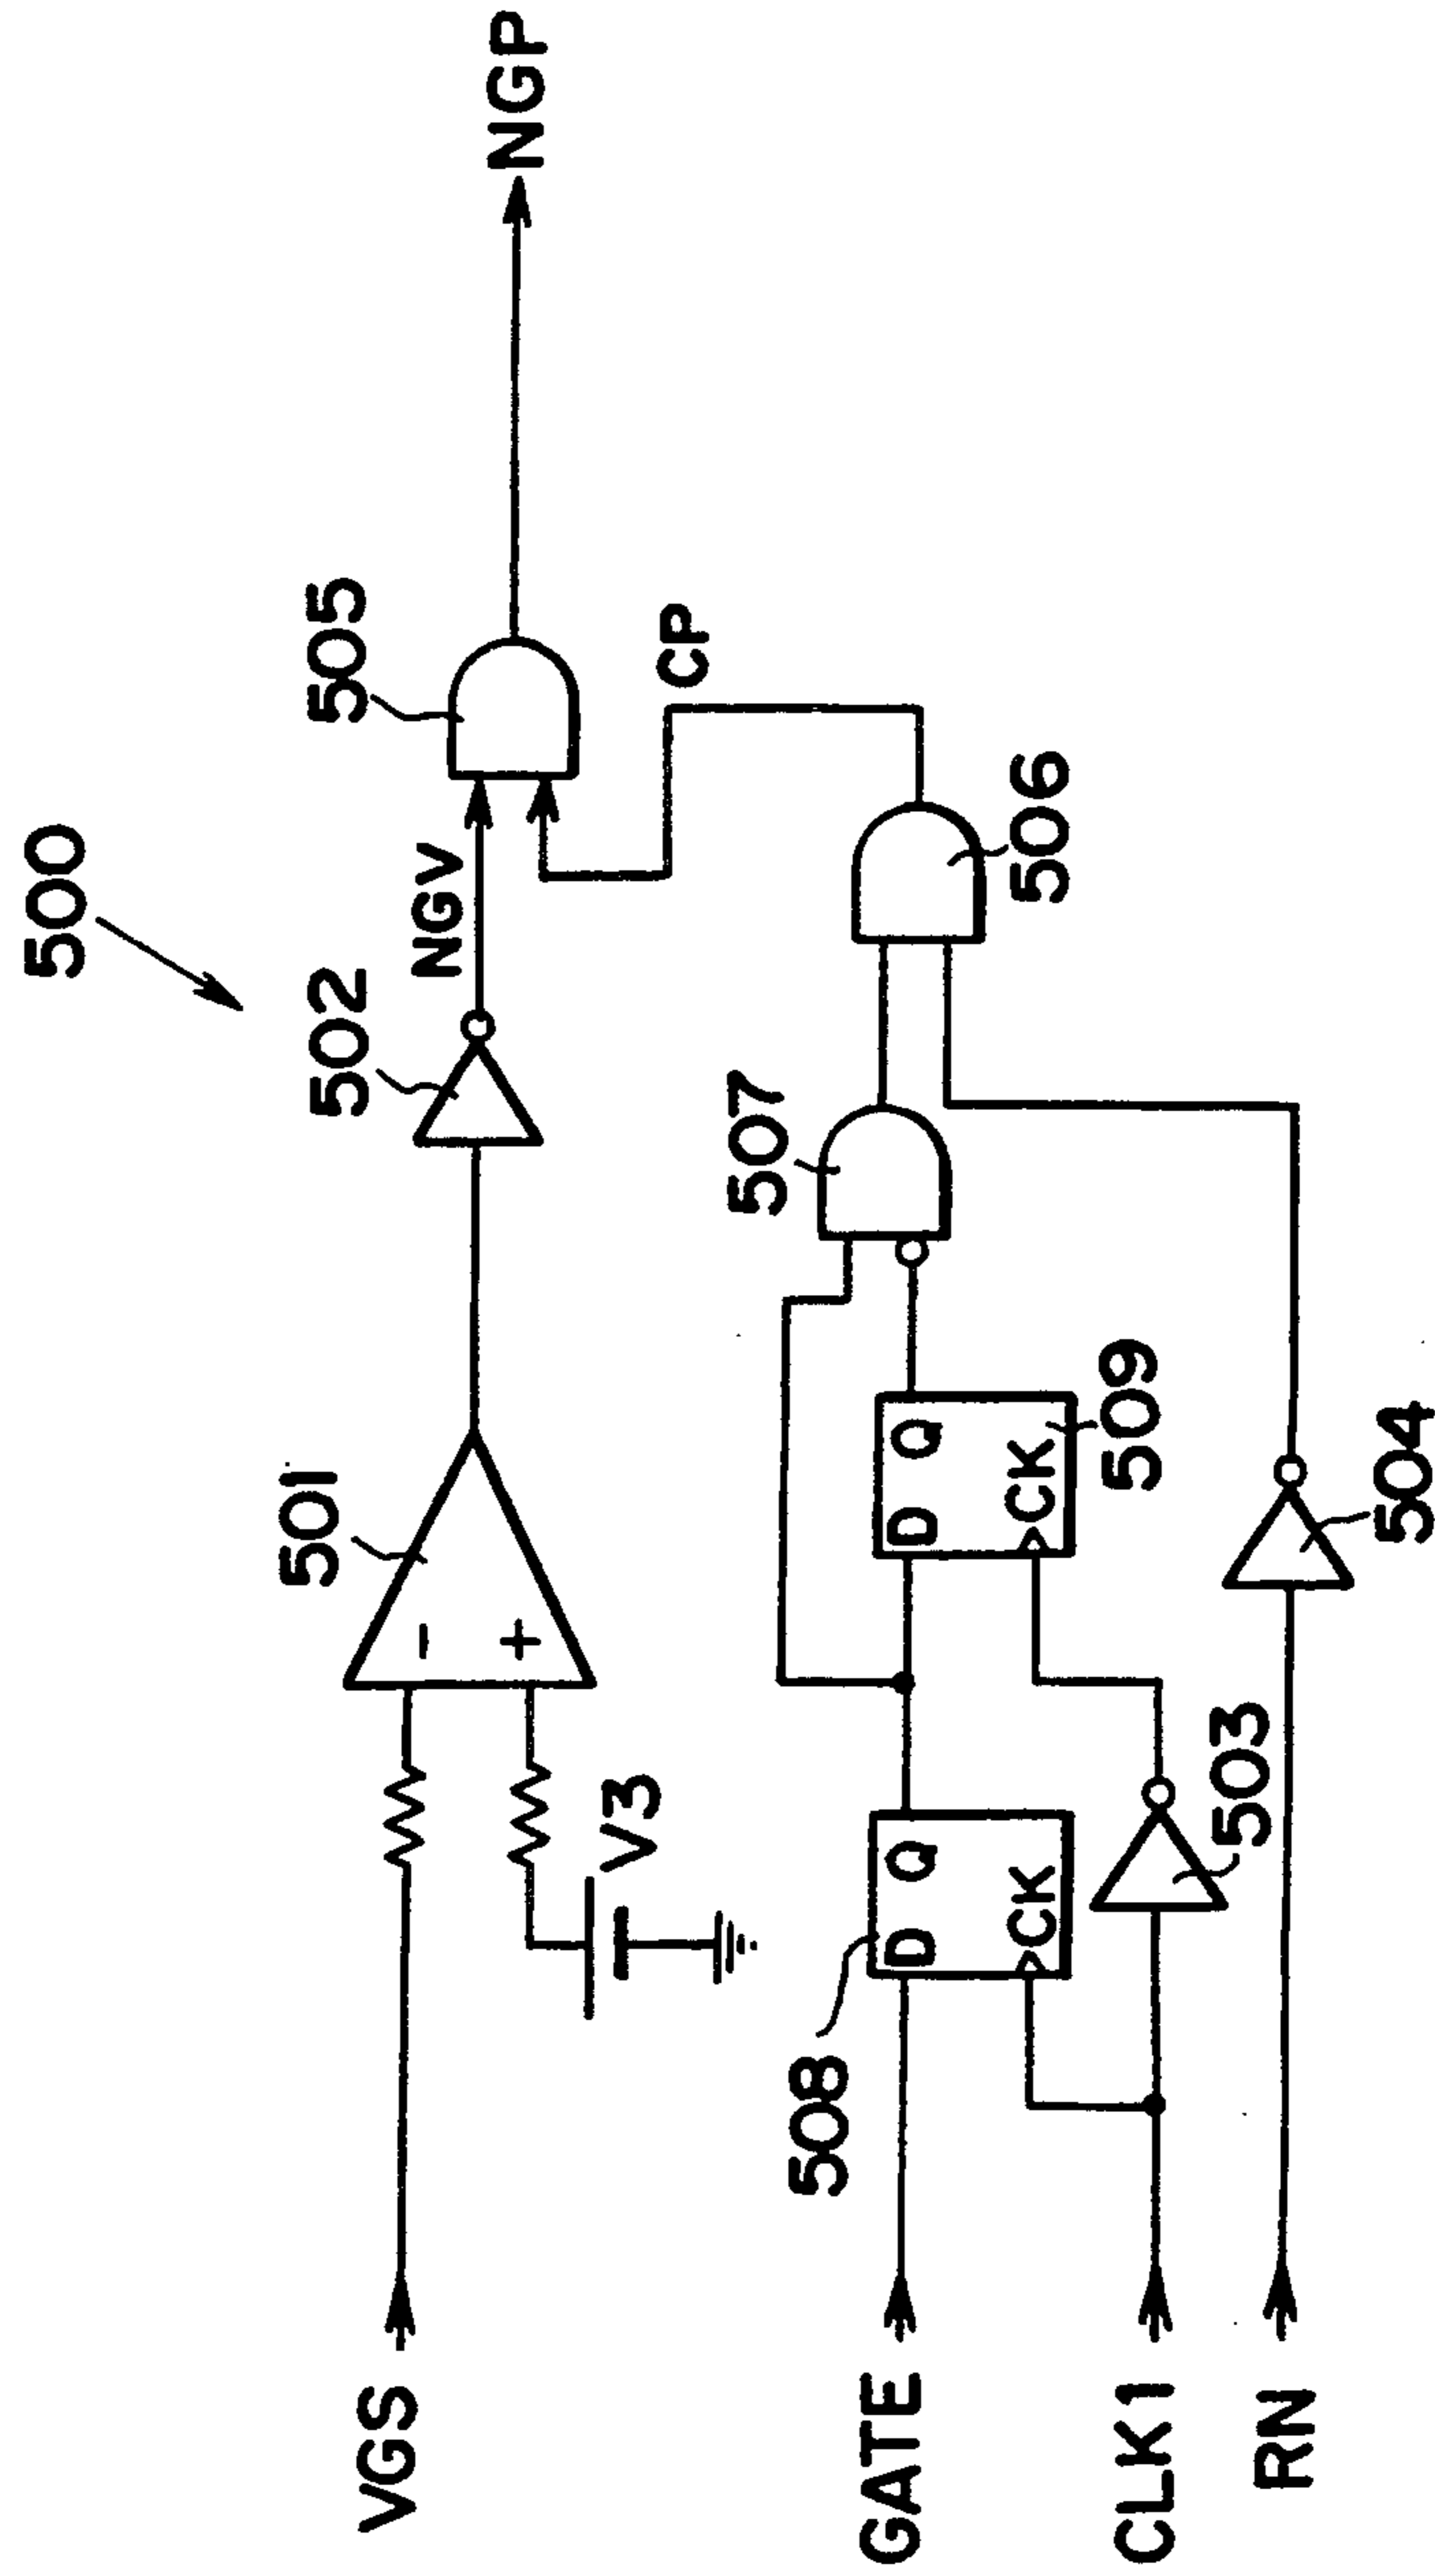 500
501
502
NGV
505
NGP
-
+
V3
CP
507
506
508
D Q
CK
D Q
CK
509
503
504
VGS
GATE
CLK1
RN